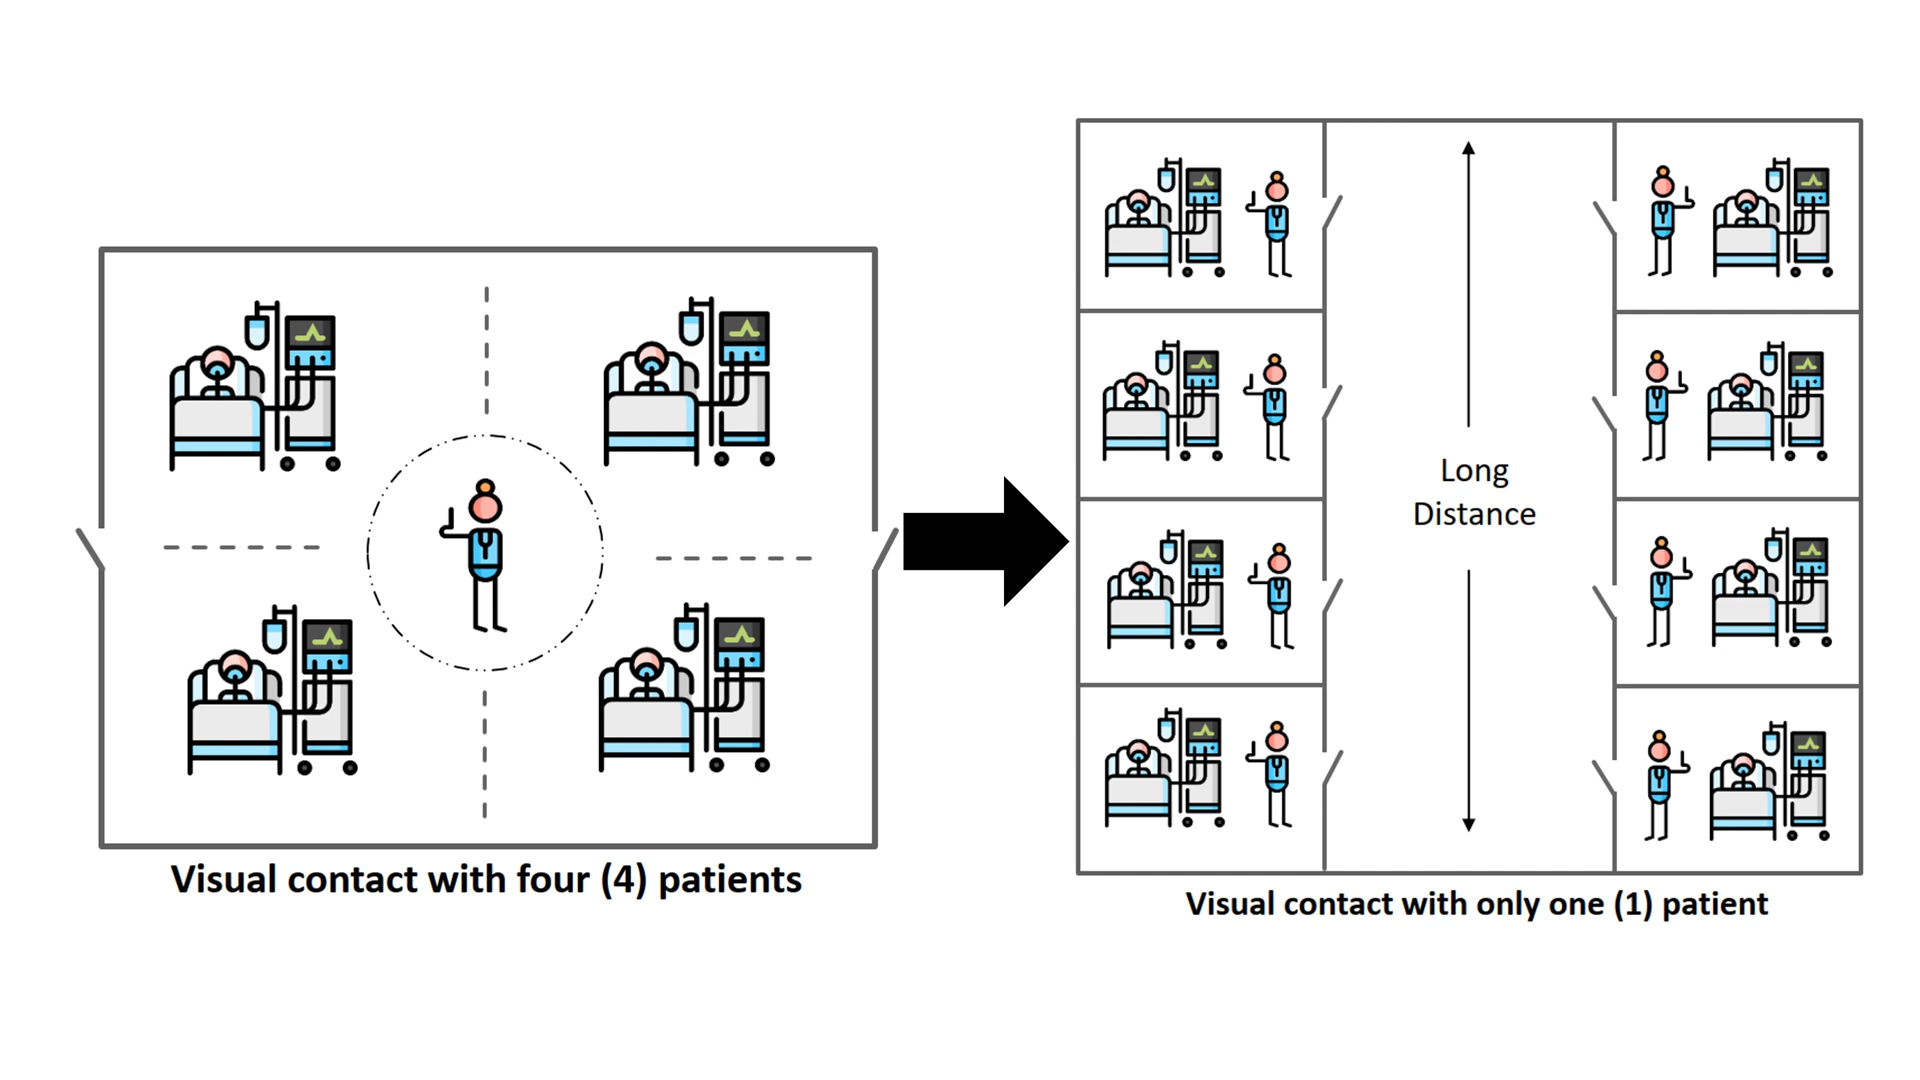 Visual contact with four (4) patients
Long
Distance
Visual contact with only one (1) patient